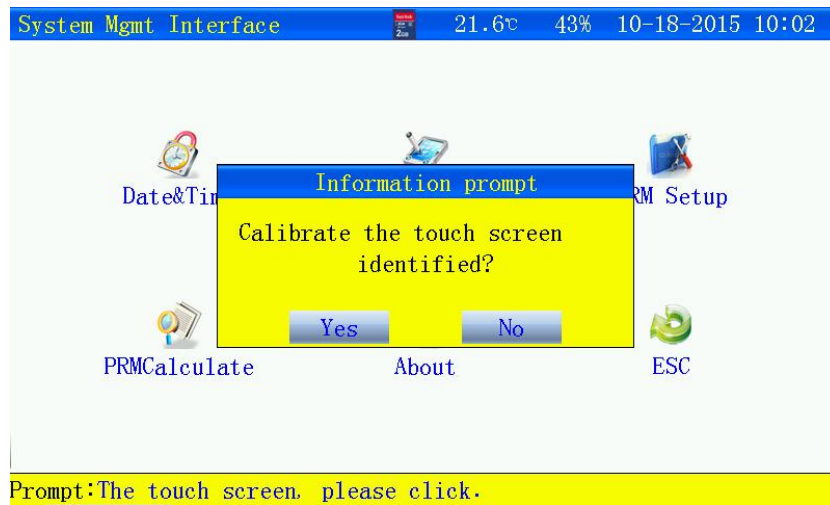 System Mgmt Interface 21.6℃ 43% 10-18-2015 10:02
Information prompt
Date&Tim
RM Setup
Calibrate the touch screen
identified?
Yes No
PRMCalculate About ESC
Prompt:The touch screen, please click.